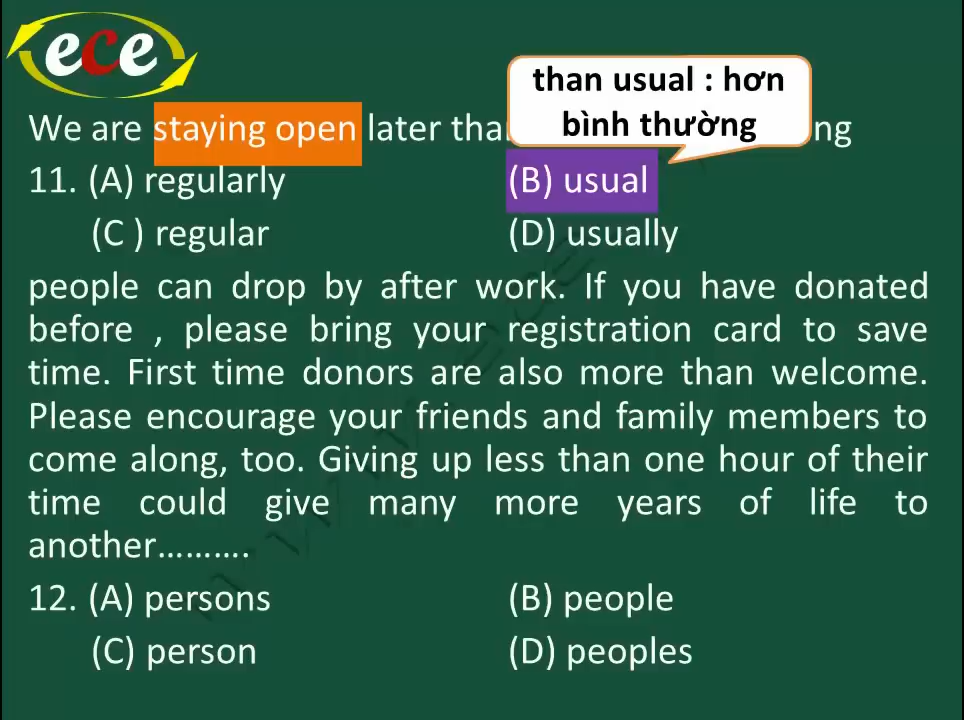 ece
than usual : hơn
bình thường
We are staying open later
11. (A) regularly (B) usual
(C ) regular (D) usually
people can drop by after work. If you have donated
before , please bring your registration card to save
time. First time donors are also more than welcome.
Please encourage your friends and family members to
come along, too. Giving up less than one hour of their
time could give many more years of life to
another……….
12. (A) persons (B) people
(C) person (D) peoples